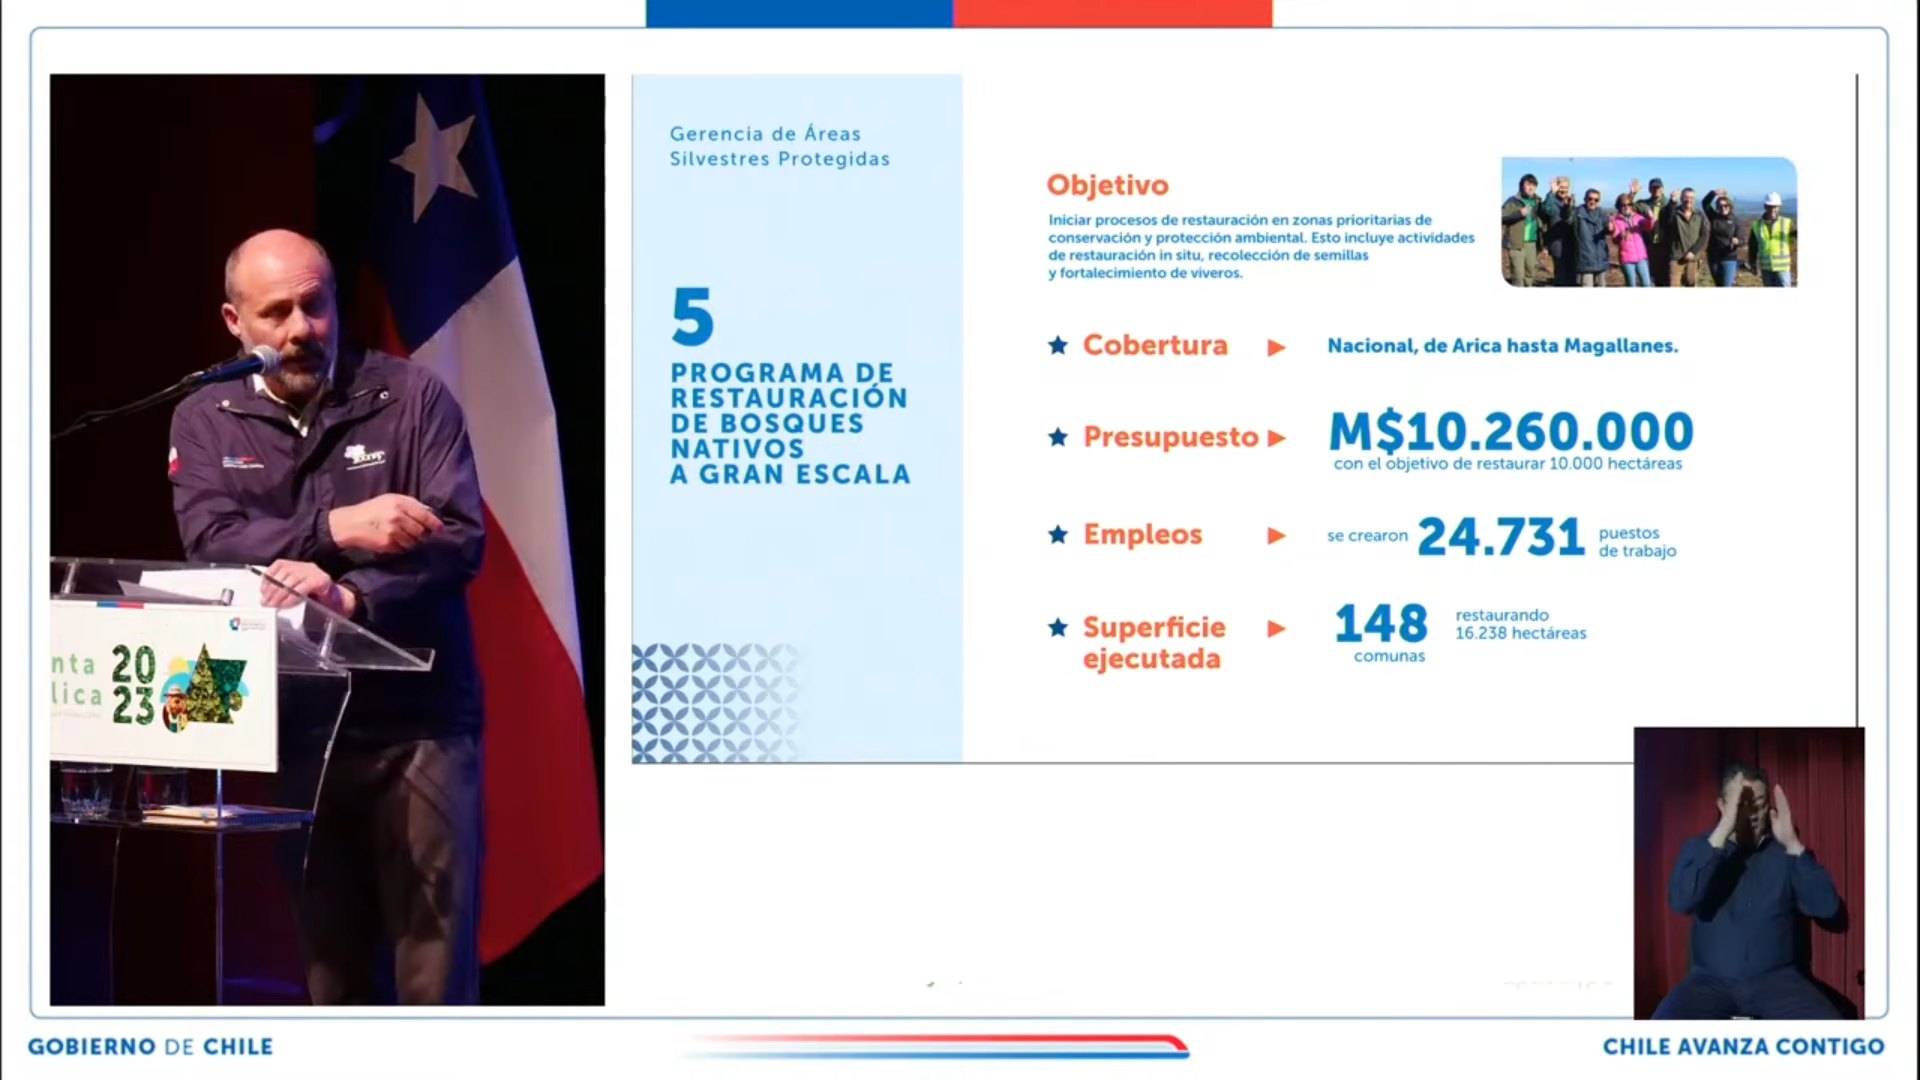 Gerencia de Áreas
Silvestres Protegidas
5
PROGRAMA DE
RESTAURACIÓN
DE BOSQUES
NATIVOS
A GRAN ESCALA
Objetivo
Iniciar procesos de restauración en zonas prioritarias de
conservación y protección ambiental. Esto incluye actividades
de restauración in situ, recolección de semillas
y fortalecimiento de viveros.
Cobertura
Nacional, de Arica hasta Magallanes.
Presupuesto
M$10.260.000
con el objetivo de restaurar 10.000 hectáreas
Empleos
se crearon 24.731 puestos
de trabajo
Superficie
ejecutada
148
comunas
restaurando
16.238 hectáreas
nta
lica
20
23
GOBIERNO DE CHILE
CHILE AVANZA CONTIGO